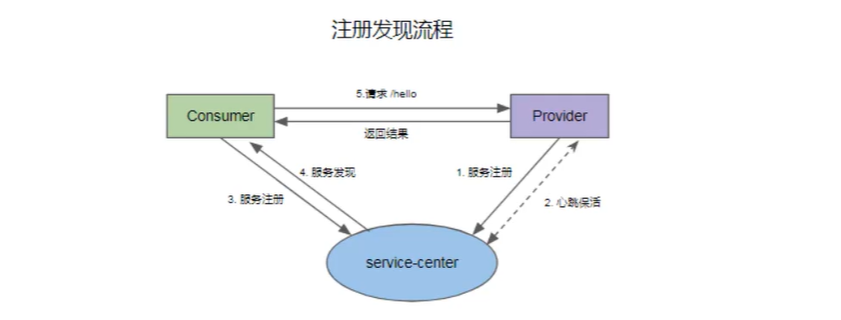 注册发现流程
5.请求 /hello
Consumer
Provider
返回结果
4. 服务发现
1. 服务注册
3. 服务注册
2. 心跳保活
service-center